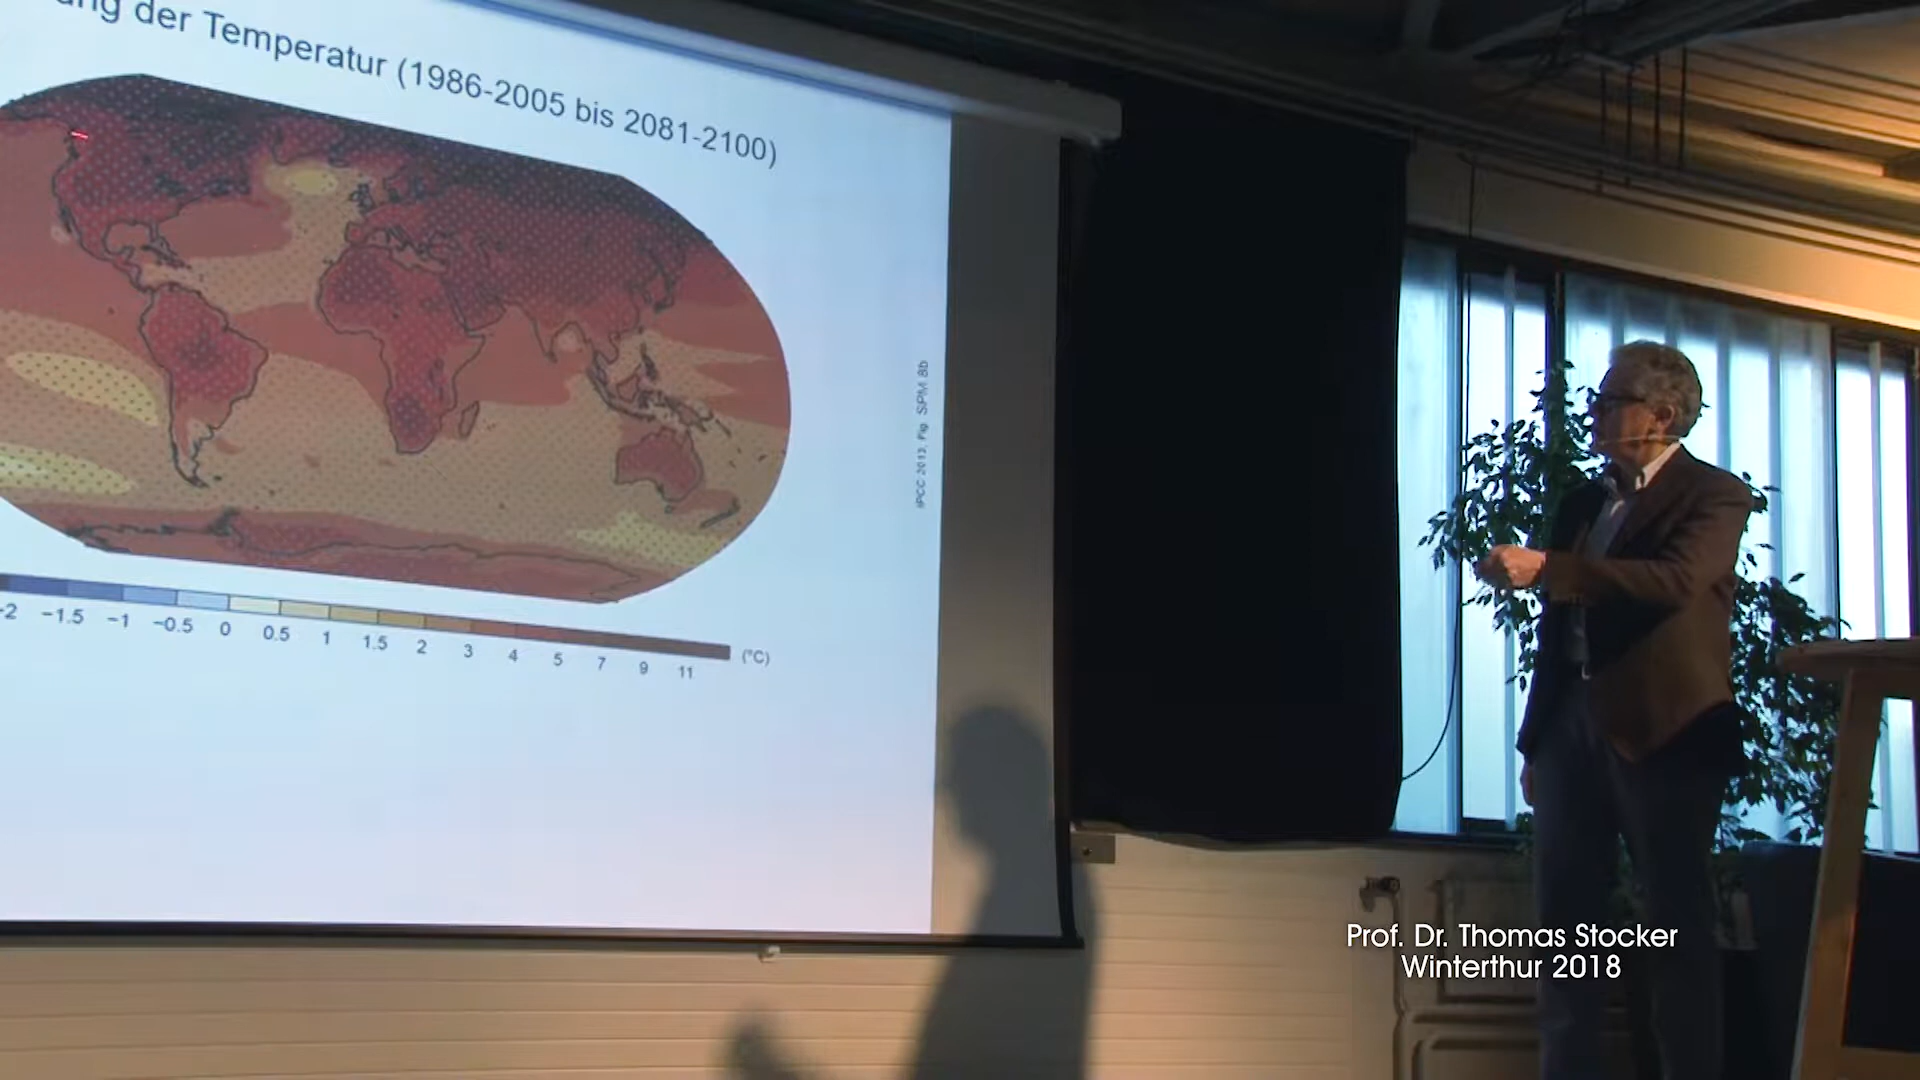 ung der Temperatur (1986-2005 bis 2081-2100)
IPCC 2013, Fig. SPM.8b
-2 −1.5 −1 −0.5 0 0.5 1 1.5 2 3 4 5 7 9 11 (°C)
Prof. Dr. Thomas Stocker
Winterthur 2018